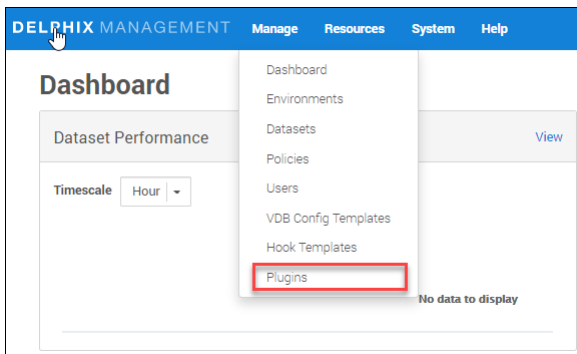 DELPHIX MANAGEMENT Manage Resources System Help
Dashboard
Dashboard
Environments
Dataset Performance
Datasets
View
Policies
Timescale Hour
Users
VDB Config Templates
Hook Templates
Plugins
No data to display